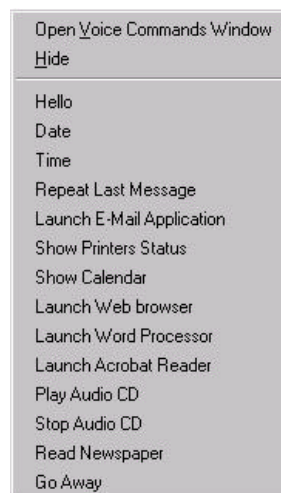 Open Voice Commands Window
Hide
Hello
Date
Time
Repeat Last Message
Launch E-Mail Application
Show Printers Status
Show Calendar
Launch Web browser
Launch Word Processor
Launch Acrobat Reader
Play Audio CD
Stop Audio CD
Read Newspaper
Go Away